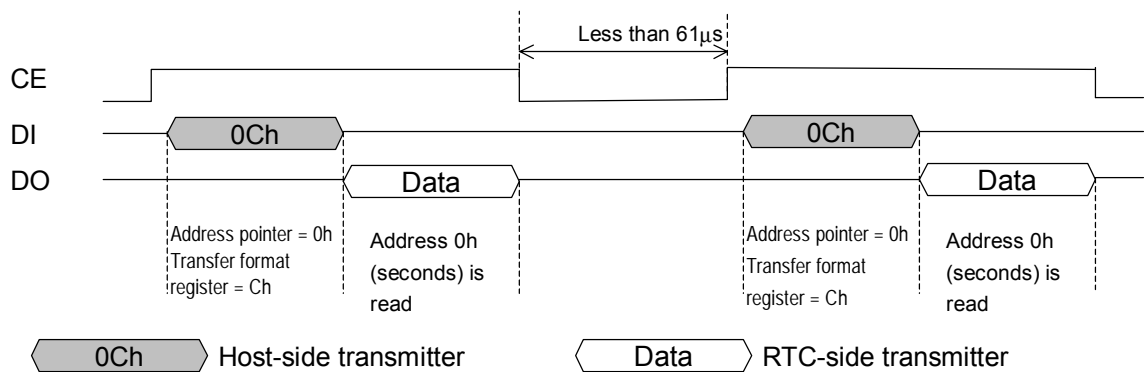 Less than 61µs
CE
DI
0Ch
0Ch
DO
Data
Data
Address pointer = 0h
Transfer format
register = Ch
Address 0h
(seconds) is
read
Address pointer = 0h
Transfer format
register = Ch
Address 0h
(seconds) is
read
0Ch Host-side transmitter
Data RTC-side transmitter